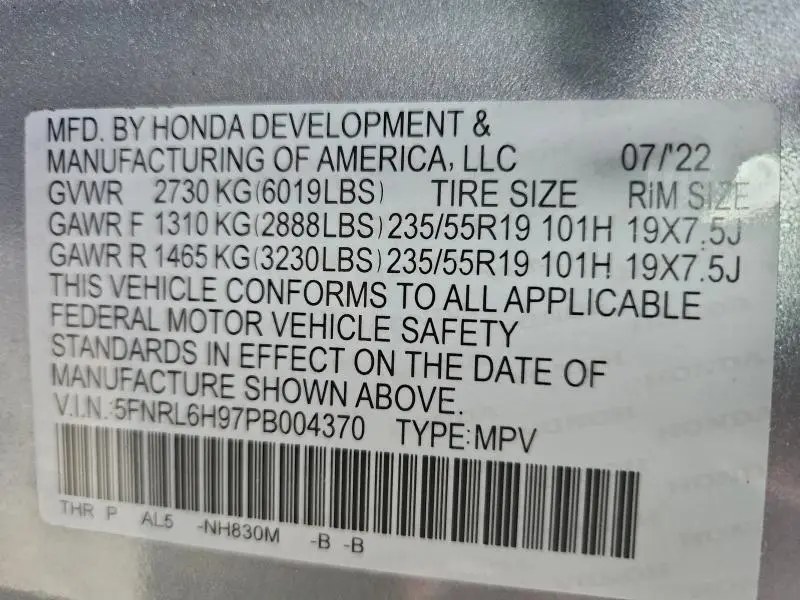 MFD. BY HONDA DEVELOPMENT &
MANUFACTURING OF AMERICA, LLC 07/'22
GVWR 2730 KG(6019LBS) TIRE SIZE RiM SIZE
GAWR F 1310 KG(2888LBS) 235/55R19 101H 19X7.5J
GAWR R 1465 KG(3230LBS) 235/55R19 101H 19X7.5J
THIS VEHICLE CONFORMS TO ALL APPLICABLE
FEDERAL MOTOR VEHICLE SAFETY
STANDARDS IN EFFECT ON THE DATE OF
MANUFACTURE SHOWN ABOVE.
V.I.N.:5FNRL6H97PB004370 TYPE:MPV
THR P AL5 -NH830M -B -B